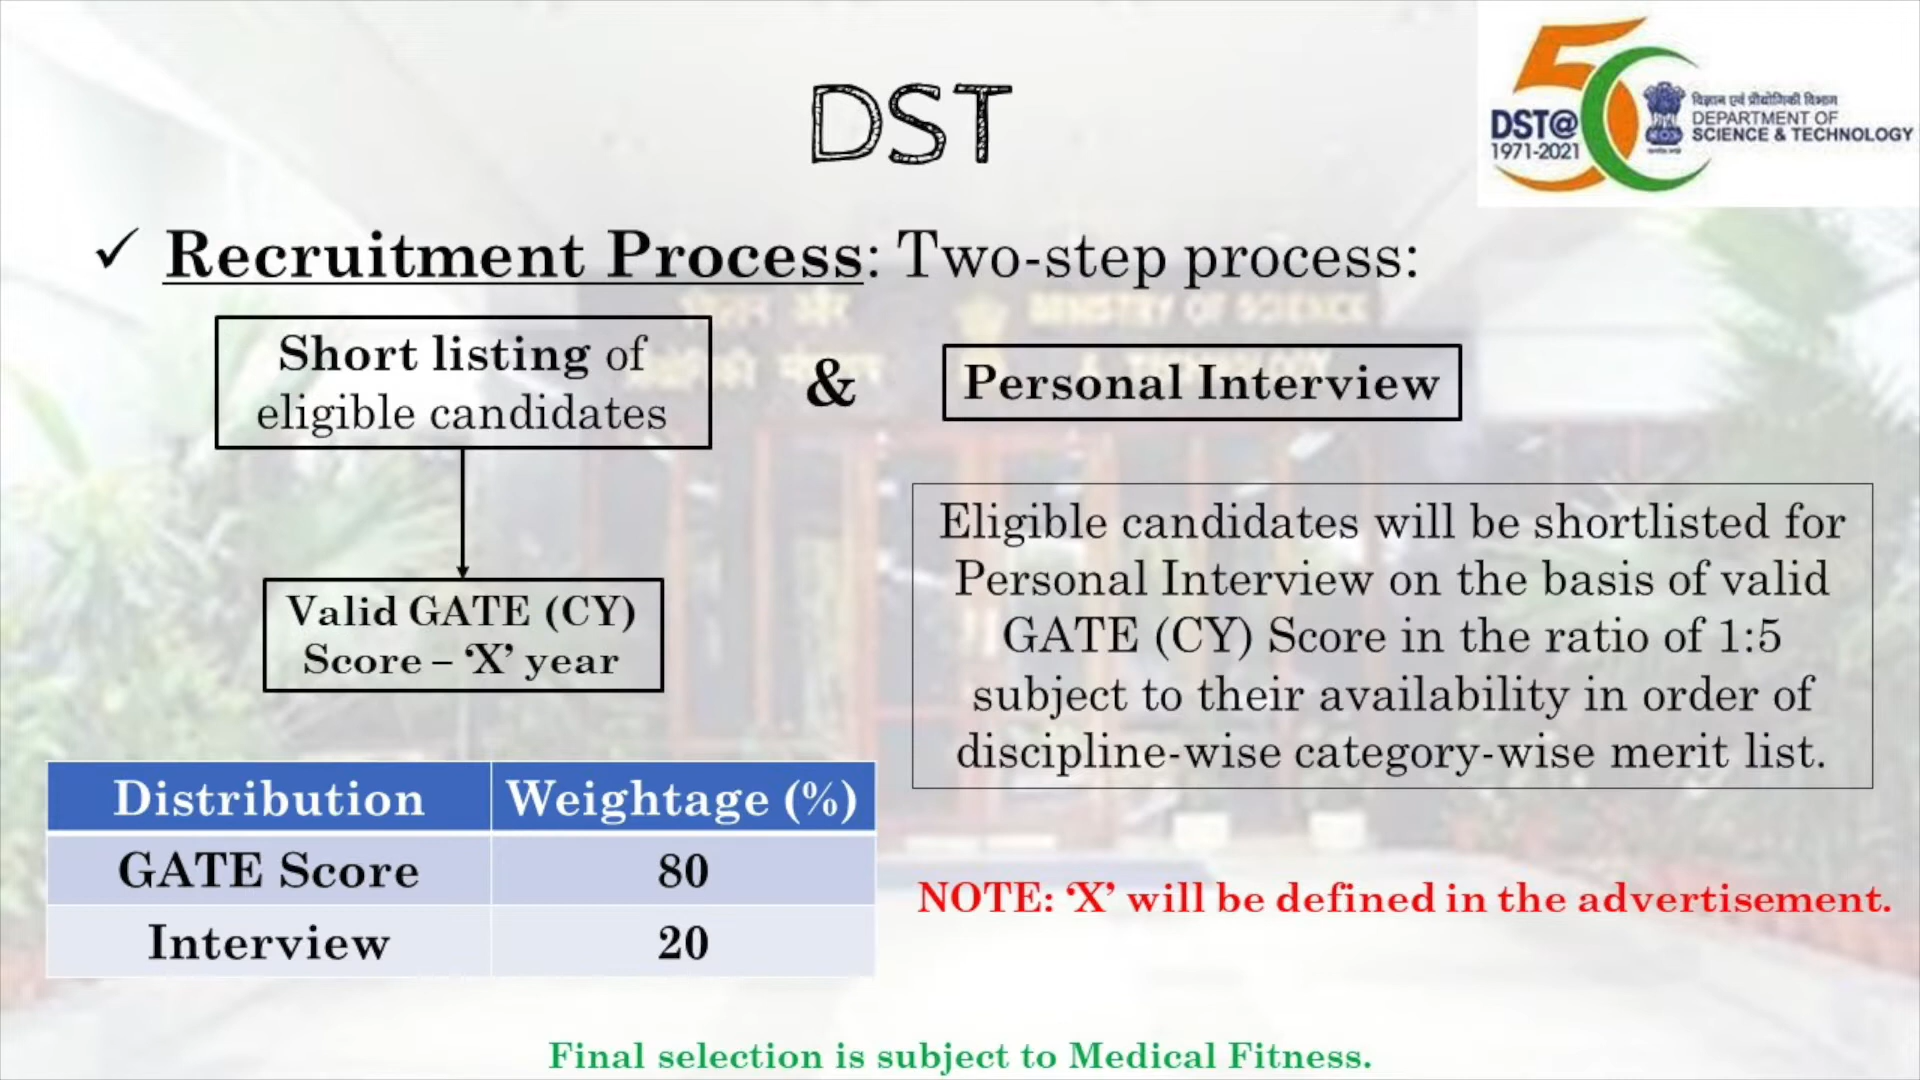 DST
DST@
1971-2021
विज्ञान एवं प्रौद्योगिकी विभाग
DEPARTMENT OF
SCIENCE & TECHNOLOGY
✓ Recruitment Process: Two-step process:
Short listing of
eligible candidates
&
Personal Interview
MINISTRY OF SCIENCE
Valid GATE (CY)
Score – ‘X’ year
Eligible candidates will be shortlisted for
Personal Interview on the basis of valid
GATE (CY) Score in the ratio of 1:5
subject to their availability in order of
discipline-wise category-wise merit list.
Distribution Weightage (%)
GATE Score 80
Interview 20
NOTE: ‘X’ will be defined in the advertisement.
Final selection is subject to Medical Fitness.